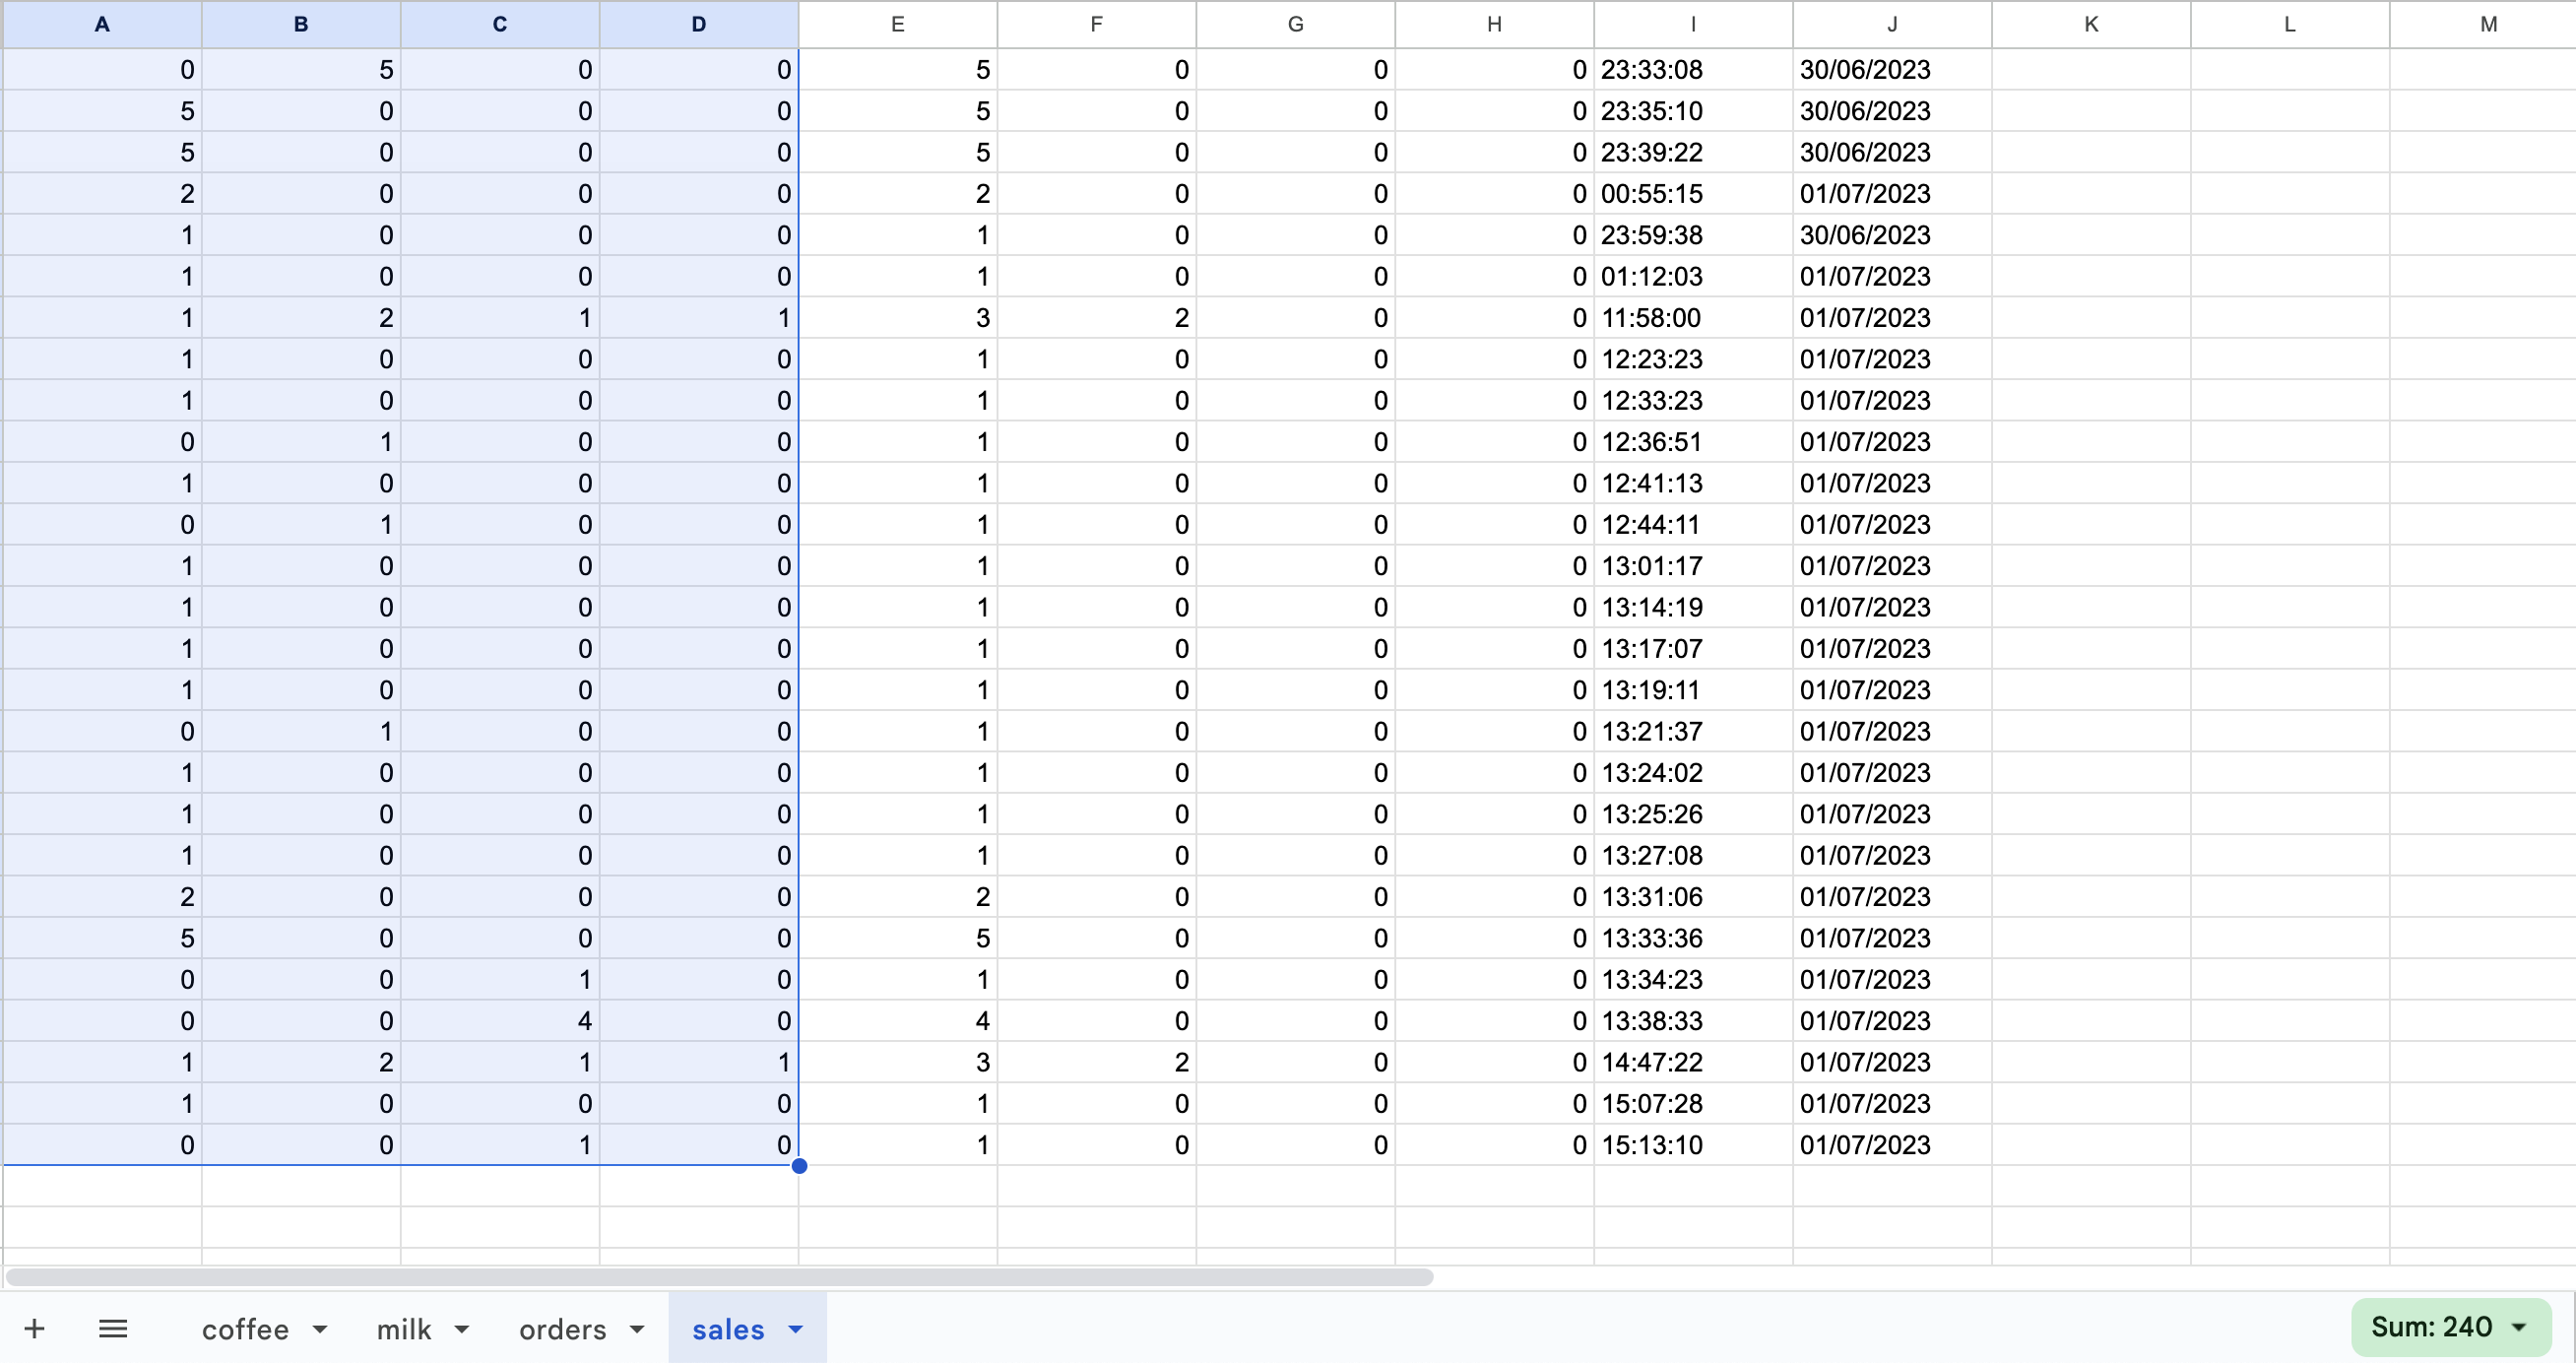 A B C D E F G H I J K L M
0 5 0 0 5 0 0 0 23:33:08 30/06/2023
5 0 0 0 5 0 0 0 23:35:10 30/06/2023
5 0 0 0 5 0 0 0 23:39:22 30/06/2023
2 0 0 0 2 0 0 0 00:55:15 01/07/2023
1 0 0 0 1 0 0 0 23:59:38 30/06/2023
1 0 0 0 1 0 0 0 01:12:03 01/07/2023
1 2 1 1 3 2 0 0 11:58:00 01/07/2023
1 0 0 0 1 0 0 0 12:23:23 01/07/2023
1 0 0 0 1 0 0 0 12:33:23 01/07/2023
0 1 0 0 1 0 0 0 12:36:51 01/07/2023
1 0 0 0 1 0 0 0 12:41:13 01/07/2023
0 1 0 0 1 0 0 0 12:44:11 01/07/2023
1 0 0 0 1 0 0 0 13:01:17 01/07/2023
1 0 0 0 1 0 0 0 13:14:19 01/07/2023
1 0 0 0 1 0 0 0 13:17:07 01/07/2023
1 0 0 0 1 0 0 0 13:19:11 01/07/2023
0 1 0 0 1 0 0 0 13:21:37 01/07/2023
1 0 0 0 1 0 0 0 13:24:02 01/07/2023
1 0 0 0 1 0 0 0 13:25:26 01/07/2023
1 0 0 0 1 0 0 0 13:27:08 01/07/2023
2 0 0 0 2 0 0 0 13:31:06 01/07/2023
5 0 0 0 5 0 0 0 13:33:36 01/07/2023
0 0 1 0 1 0 0 0 13:34:23 01/07/2023
0 0 4 0 4 0 0 0 13:38:33 01/07/2023
1 2 1 1 3 2 0 0 14:47:22 01/07/2023
1 0 0 0 1 0 0 0 15:07:28 01/07/2023
0 0 1 0 1 0 0 0 15:13:10 01/07/2023
+ coffee milk orders sales Sum: 240